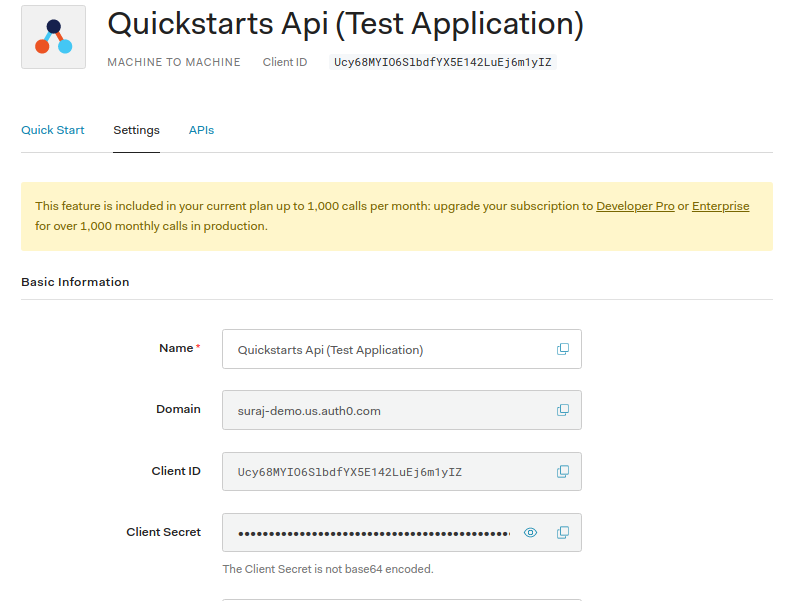 Quickstarts Api (Test Application)
MACHINE TO MACHINE Client ID Ucy68MYIO6SlbdfYX5E142LuEj6m1yIZ
Quick Start Settings APIs
This feature is included in your current plan up to 1,000 calls per month: upgrade your subscription to Developer Pro or Enterprise
for over 1,000 monthly calls in production.
Basic Information
Name * Quickstarts Api (Test Application)
Domain suraj-demo.us.auth0.com
Client ID Ucy68MYIO6SlbdfYX5E142LuEj6m1yIZ
Client Secret ••••••••••••••••••••••••••••••••••••••••••••
The Client Secret is not base64 encoded.